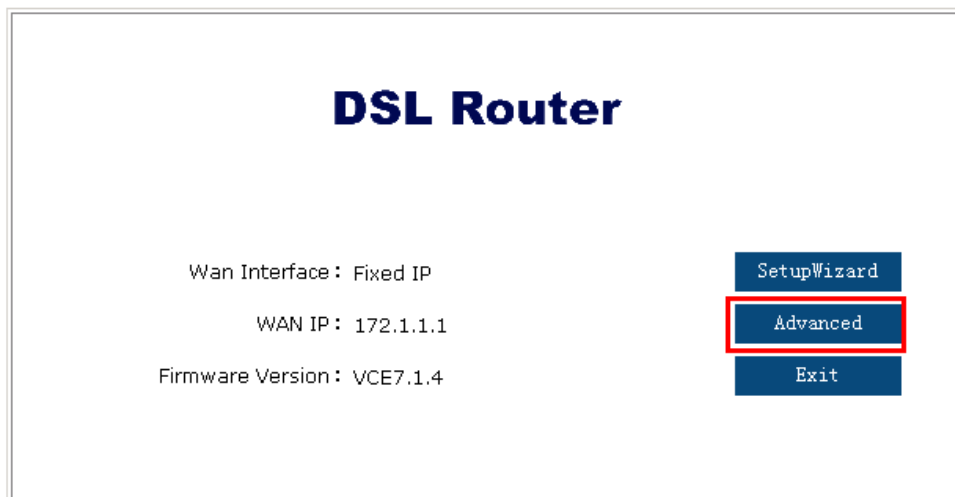 DSL Router
Wan Interface: Fixed IP
SetupWizard
WAN IP: 172.1.1.1
Advanced
Firmware Version: VCE7.1.4
Exit